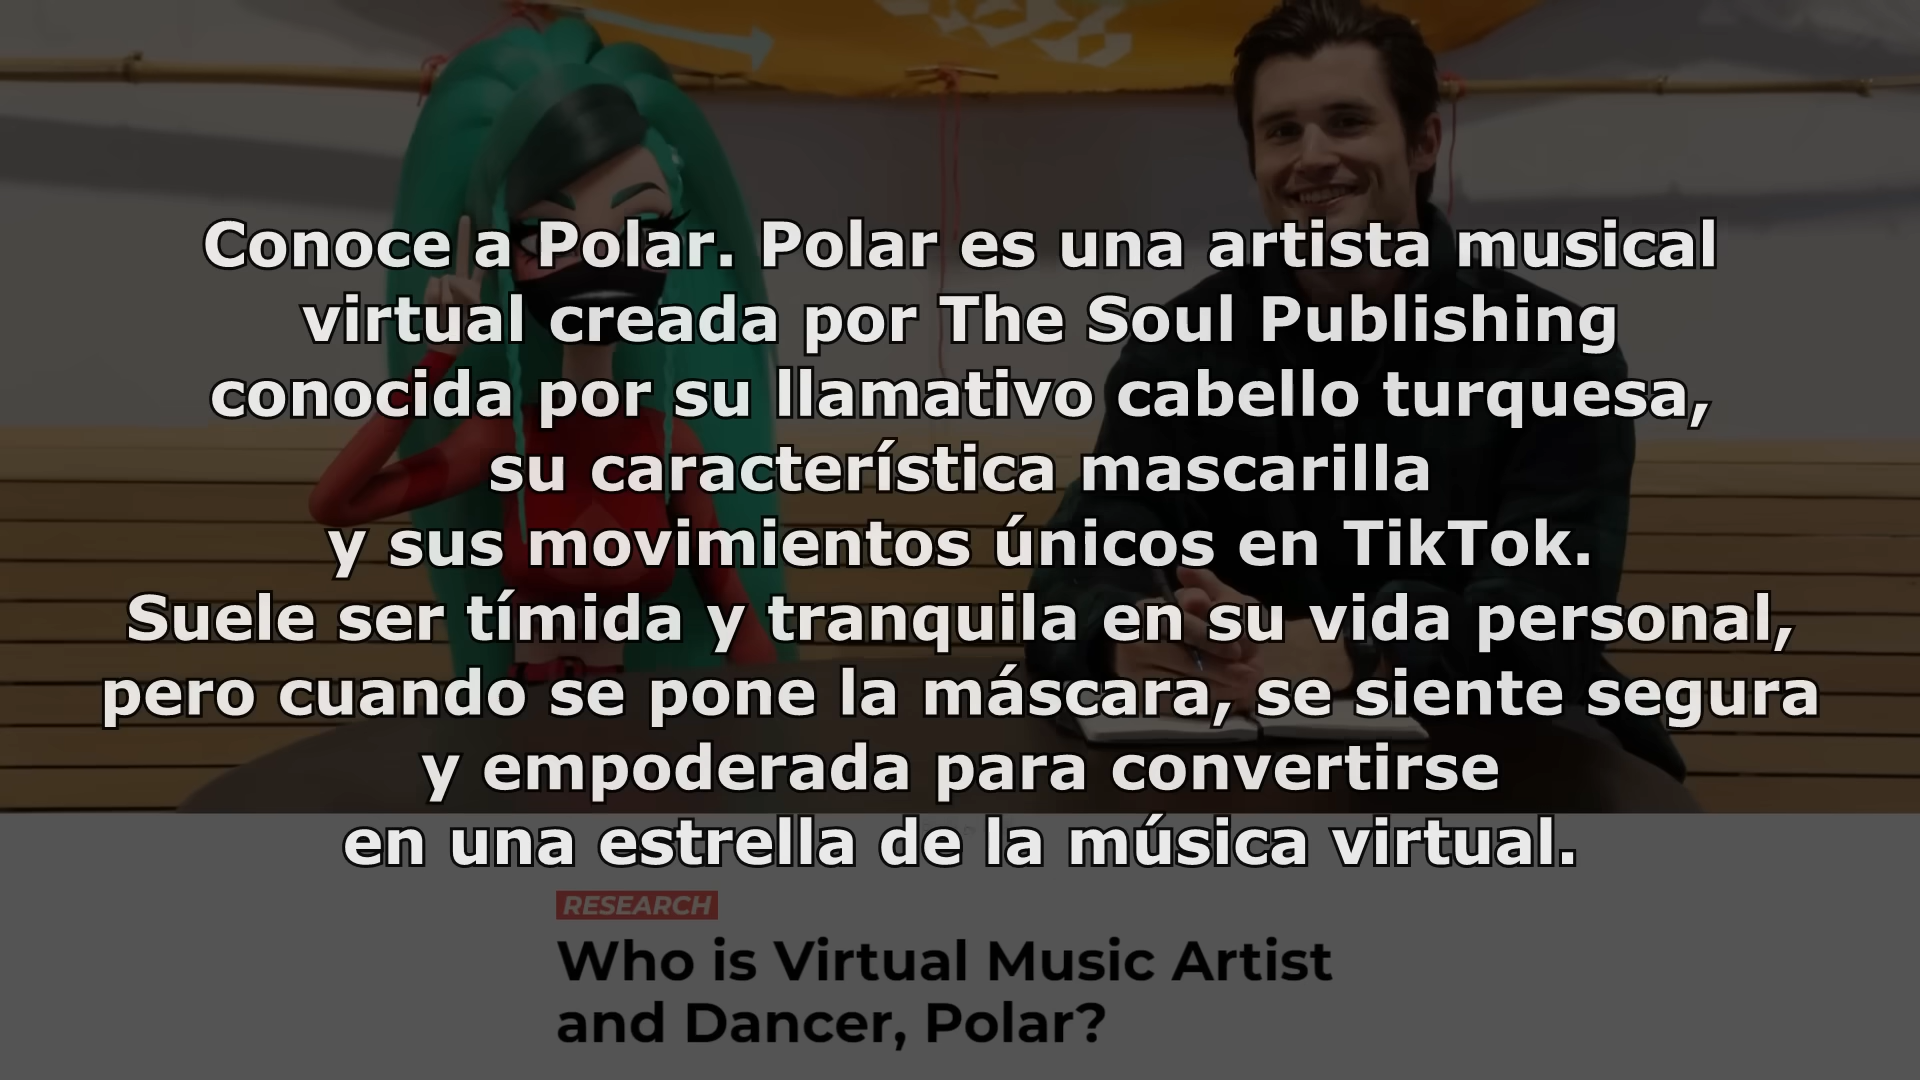 Conoce a Polar. Polar es una artista musical
virtual creada por The Soul Publishing
conocida por su llamativo cabello turquesa,
su característica mascarilla
y sus movimientos únicos en TikTok.
Suele ser tímida y tranquila en su vida personal,
pero cuando se pone la máscara, se siente segura
y empoderada para convertirse
en una estrella de la música virtual.
RESEARCH
Who is Virtual Music Artist
and Dancer, Polar?